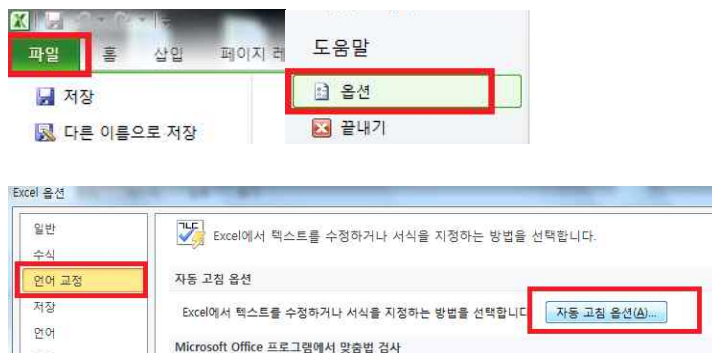 파일 홈 삽입 페이지 레
저장
다른 이름으로 저장
도움말
옵션
끝내기
Excel 옵션
일반
수식
언어 교정
저장
언어
Excel에서 텍스트를 수정하거나 서식을 지정하는 방법을 선택합니다.
자동 고침 옵션
Excel에서 텍스트를 수정하거나 서식을 지정하는 방법을 선택합니다
자동 고침 옵션(A)...
Microsoft Office 프로그램에서 맞춤법 검사